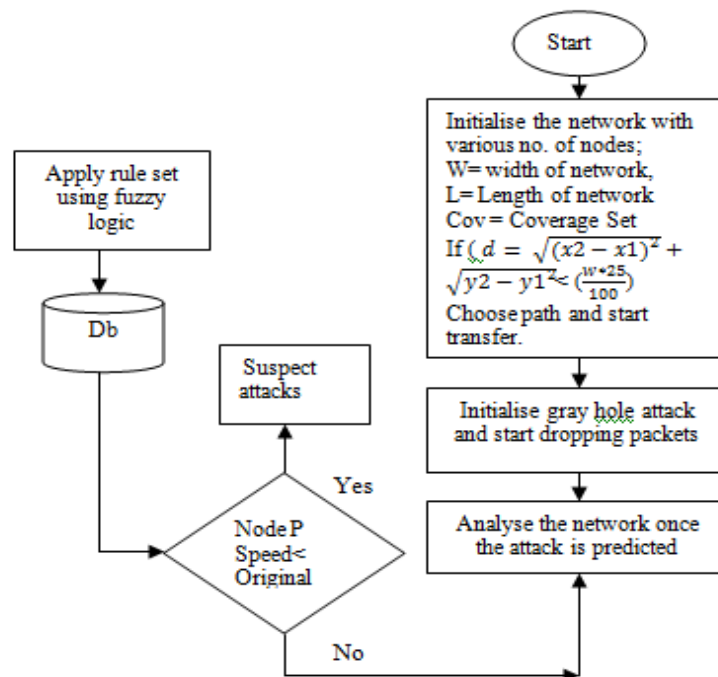 Start
Initialise the network with
various no. of nodes;
W= width of network,
L= Length of network
Cov = Coverage Set
If ( d = √(x2 − x1)² +
√y2 − y1² < (W*25/100)
Choose path and start
transfer.
Initialise gray hole attack
and start dropping packets
Analyse the network once
the attack is predicted
Apply rule set
using fuzzy
logic
Db
Suspect
attacks
Yes
Node P
Speed<
Original
No